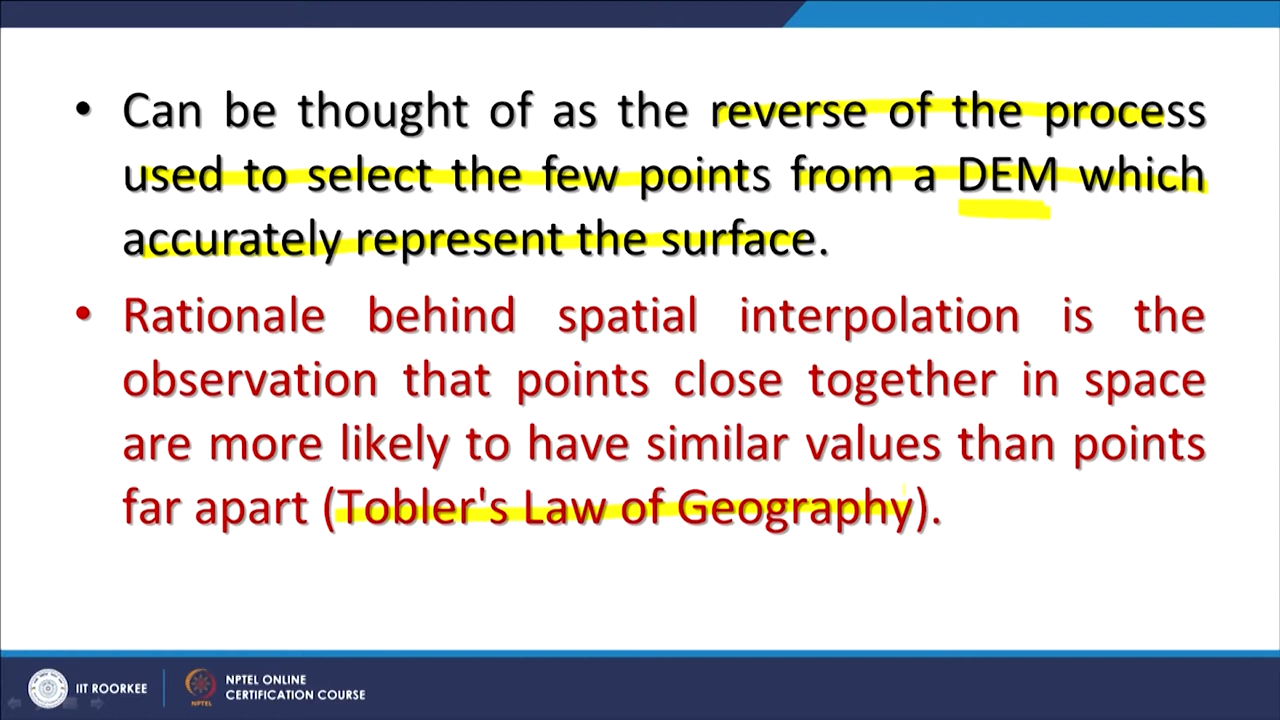 • Can be thought of as the reverse of the process
used to select the few points from a DEM which
accurately represent the surface.
• Rationale behind spatial interpolation is the
observation that points close together in space
are more likely to have similar values than points
far apart (Tobler's Law of Geography).
IIT ROORKEE
NPTEL
NPTEL ONLINE
CERTIFICATION COURSE